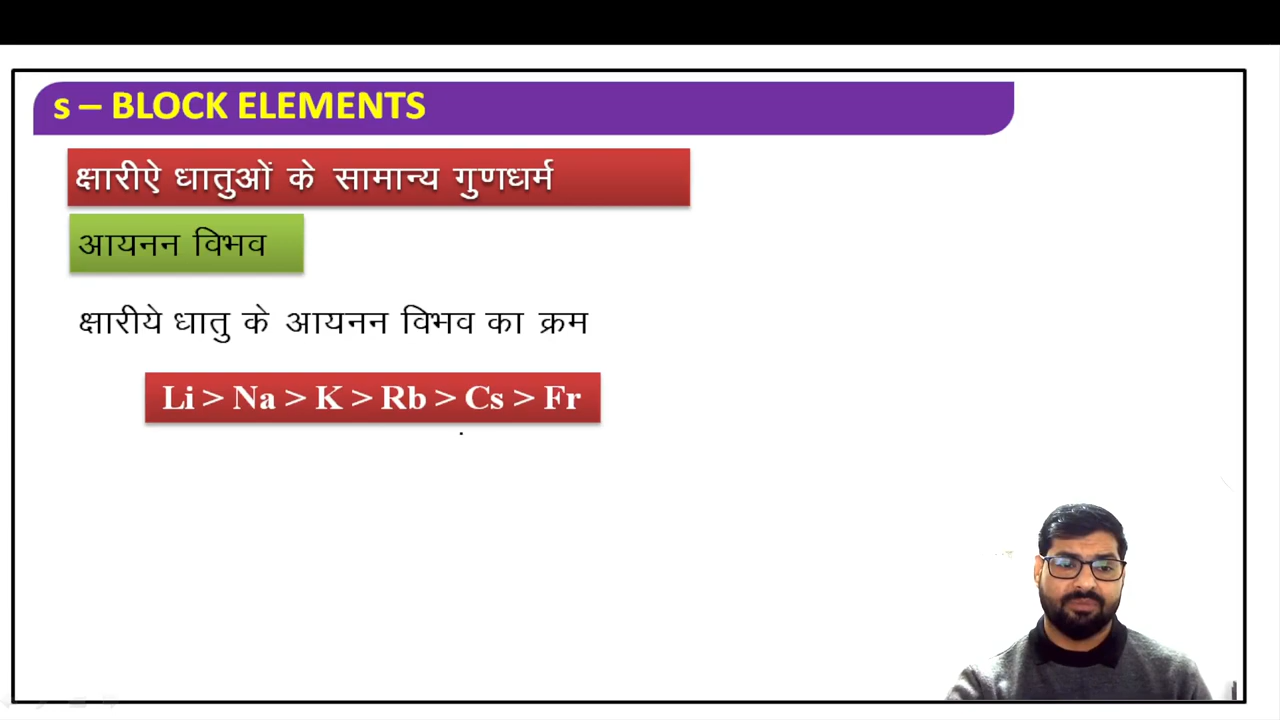 s – BLOCK ELEMENTS
क्षारीऐ धातुओं के सामान्य गुणधर्म
आयनन विभव
क्षारीये धातु के आयनन विभव का क्रम
Li > Na > K > Rb > Cs > Fr